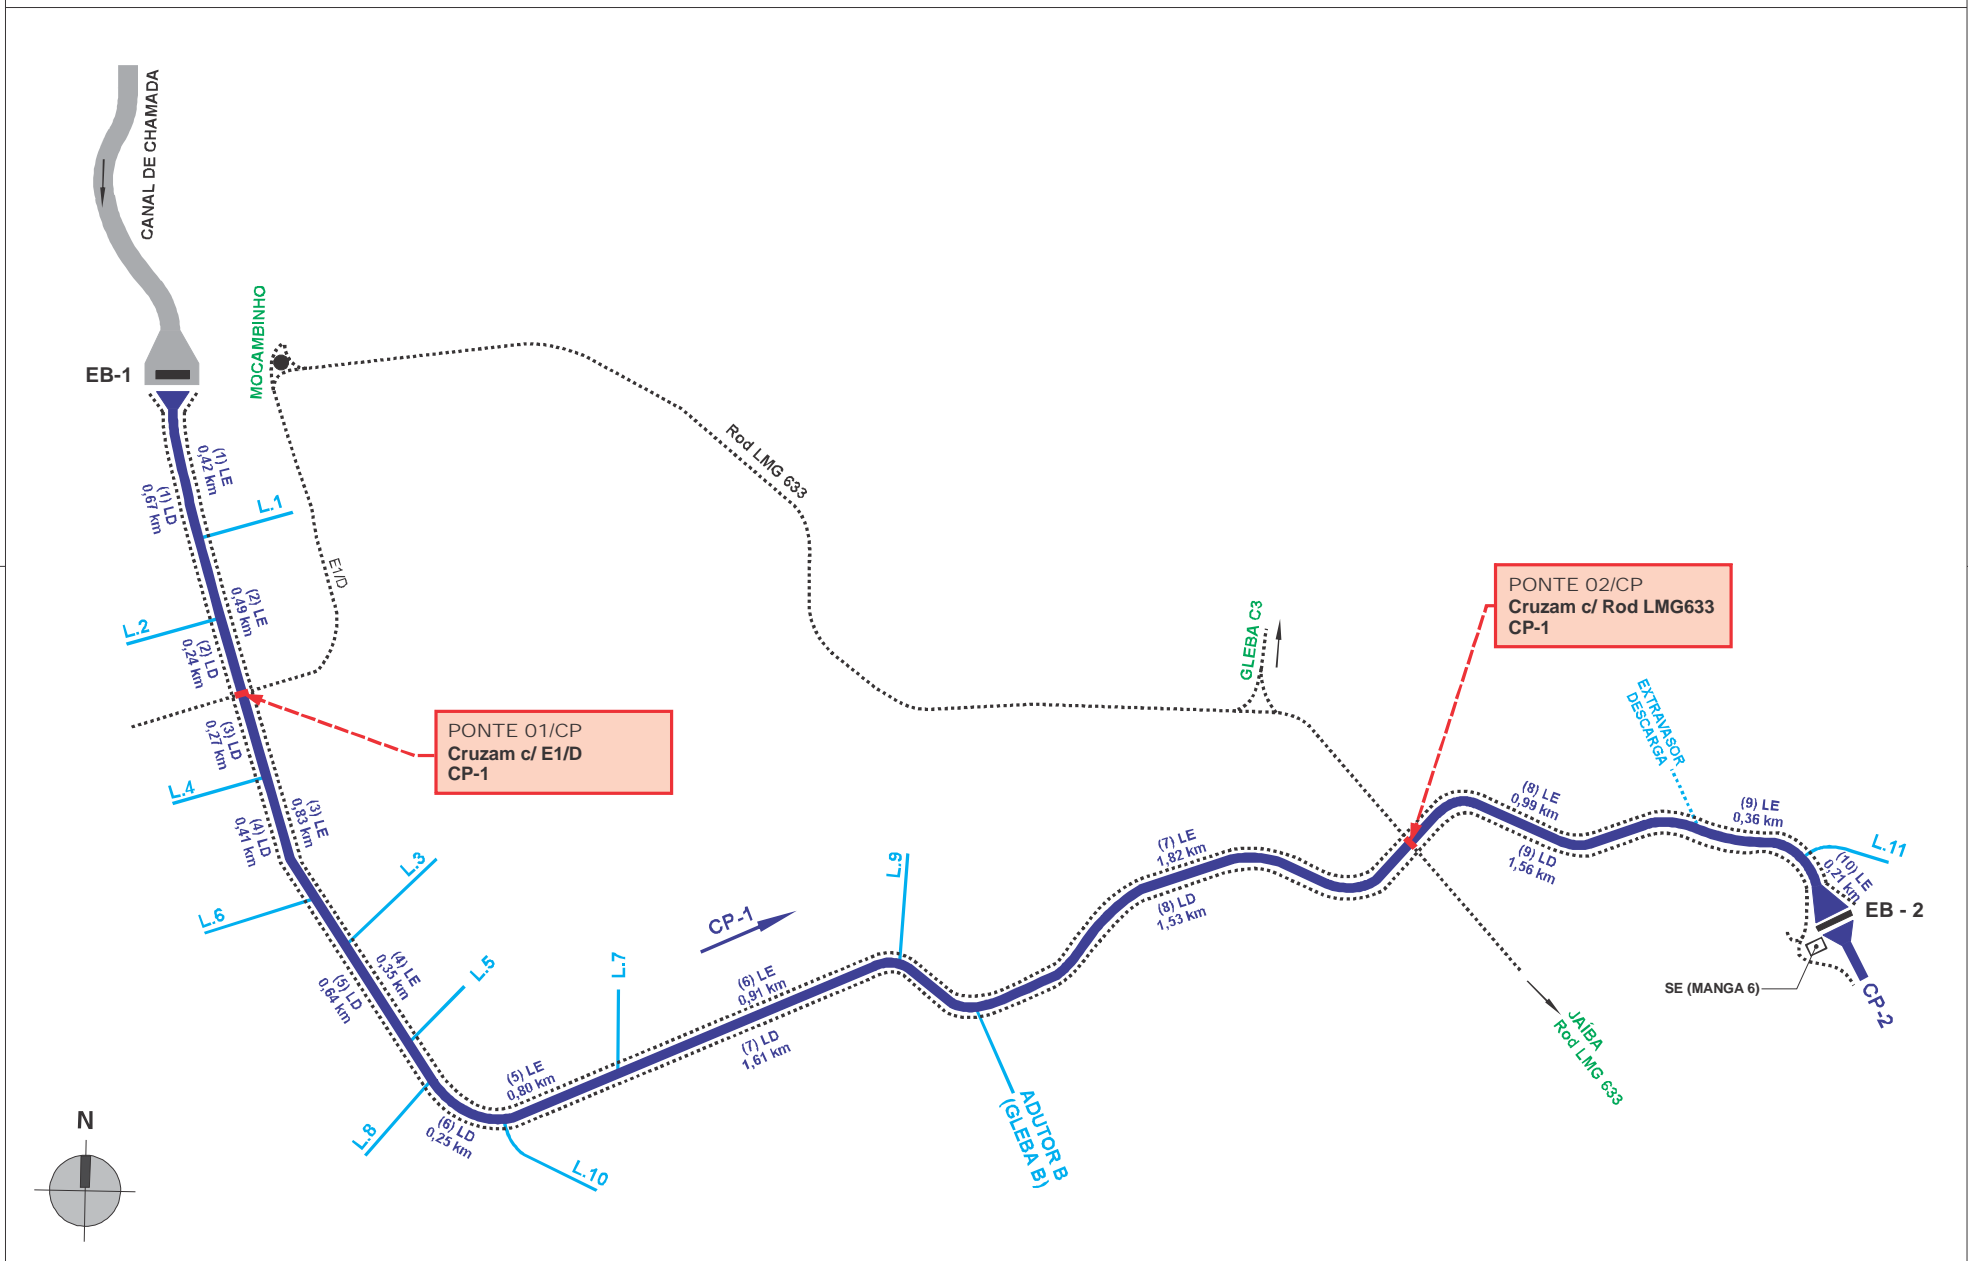 CANAL DE CHAMADA
EB-1
MOCAMBINHO
(1) LE
0,42 km
(1) LD
0,67 km
L.1
Rod LMG 633
E1/D
(2) LE
0,49 km
L.2
(2) LD
0,24 km
GLEBA C3
PONTE 02/CP
Cruzam c/ Rod LMG633
CP-1
PONTE 01/CP
Cruzam c/ E1/D
CP-1
(3) LD
0,27 km
L.4
(3) LE
0,83 km
(4) LD
0,41 km
L.3
L.6
EXTRAVASOR
DESCARGA
(8) LE
0,99 km
(9) LE
0,36 km
(7) LE
1,82 km
(9) LD
1,56 km
L.11
(10) LE
0,21 km
L.9
(8) LD
1,53 km
EB - 2
CP-1
(4) LE
0,35 km
(5) LD
0,64 km
L.5
L.7
(6) LE
0,91 km
SE (MANGA 6)
CP-2
(7) LD
1,61 km
JAÍBA
Rod LMG 633
(5) LE
0,80 km
L.8
(6) LD
0,25 km
L.10
ADUTOR B
(GLEBA B)
N